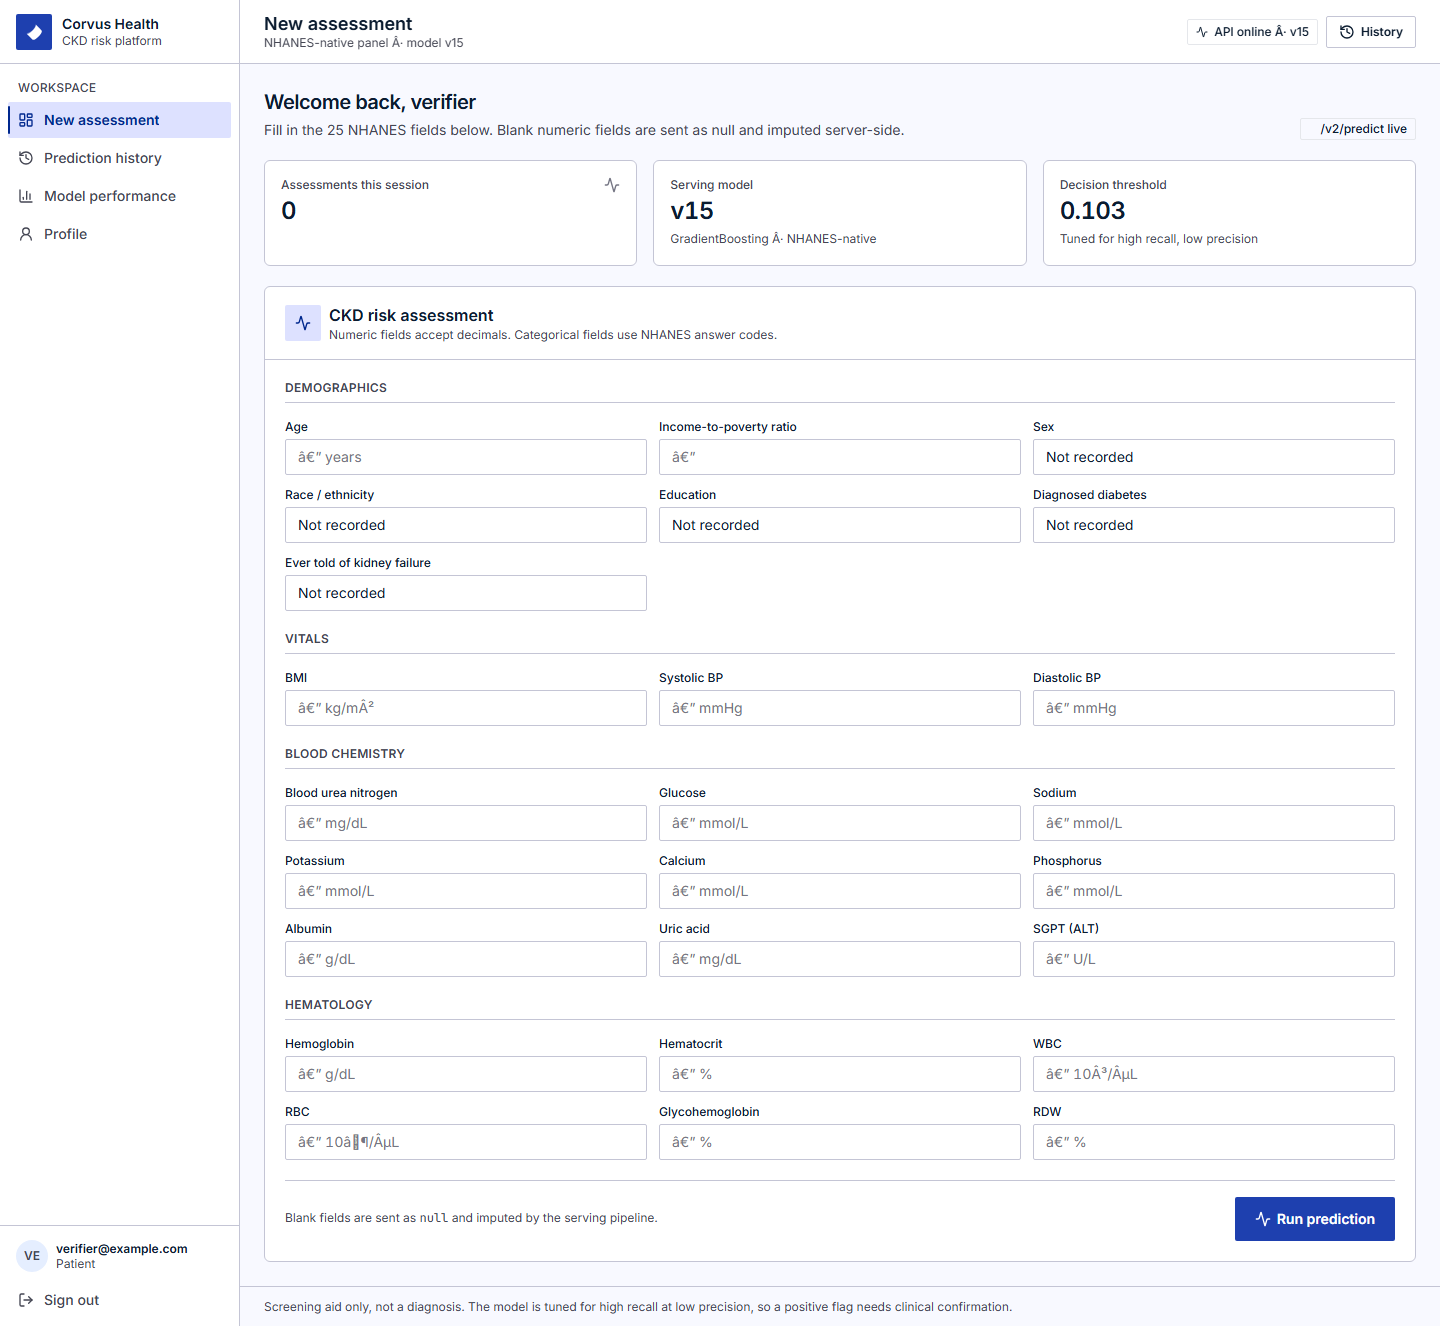 Corvus Health
CKD risk platform
New assessment
NHANES-native panel Â· model v15
API online Â· v15
History
WORKSPACE
New assessment
Prediction history
Model performance
Profile
Welcome back, verifier
Fill in the 25 NHANES fields below. Blank numeric fields are sent as null and imputed server-side.
/v2/predict live
Assessments this session
0
Serving model
v15
GradientBoosting Â· NHANES-native
Decision threshold
0.103
Tuned for high recall, low precision
CKD risk assessment
Numeric fields accept decimals. Categorical fields use NHANES answer codes.
DEMOGRAPHICS
Age
Income-to-poverty ratio
Sex
â€” years
â€”
Not recorded
Race / ethnicity
Education
Diagnosed diabetes
Not recorded
Not recorded
Not recorded
Ever told of kidney failure
Not recorded
VITALS
BMI
Systolic BP
Diastolic BP
â€” kg/mÂ²
â€” mmHg
â€” mmHg
BLOOD CHEMISTRY
Blood urea nitrogen
Glucose
Sodium
â€” mg/dL
â€” mmol/L
â€” mmol/L
Potassium
Calcium
Phosphorus
â€” mmol/L
â€” mmol/L
â€” mmol/L
Albumin
Uric acid
SGPT (ALT)
â€” g/dL
â€” mg/dL
â€” U/L
HEMATOLOGY
Hemoglobin
Hematocrit
WBC
â€” g/dL
â€” %
â€” 10Â³/ÂµL
RBC
Glycohemoglobin
RDW
â€” 10â¶/ÂµL
â€” %
â€” %
Blank fields are sent as null and imputed by the serving pipeline.
Run prediction
VE
verifier@example.com
Patient
Sign out
Screening aid only, not a diagnosis. The model is tuned for high recall at low precision, so a positive flag needs clinical confirmation.